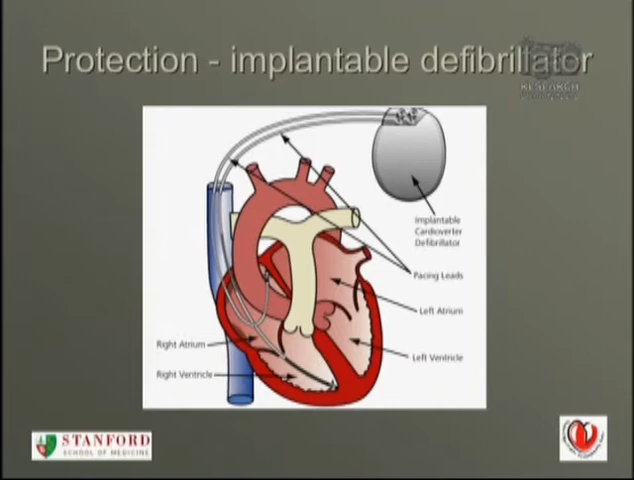 Protection - implantable defibrillator
RESEARCH
Implantable
Cardioverter
Defibrillator
Pacing Leads
Left Atrium
Right Atrium
Left Ventricle
Right Ventricle
STANFORD
SCHOOL OF MEDICINE